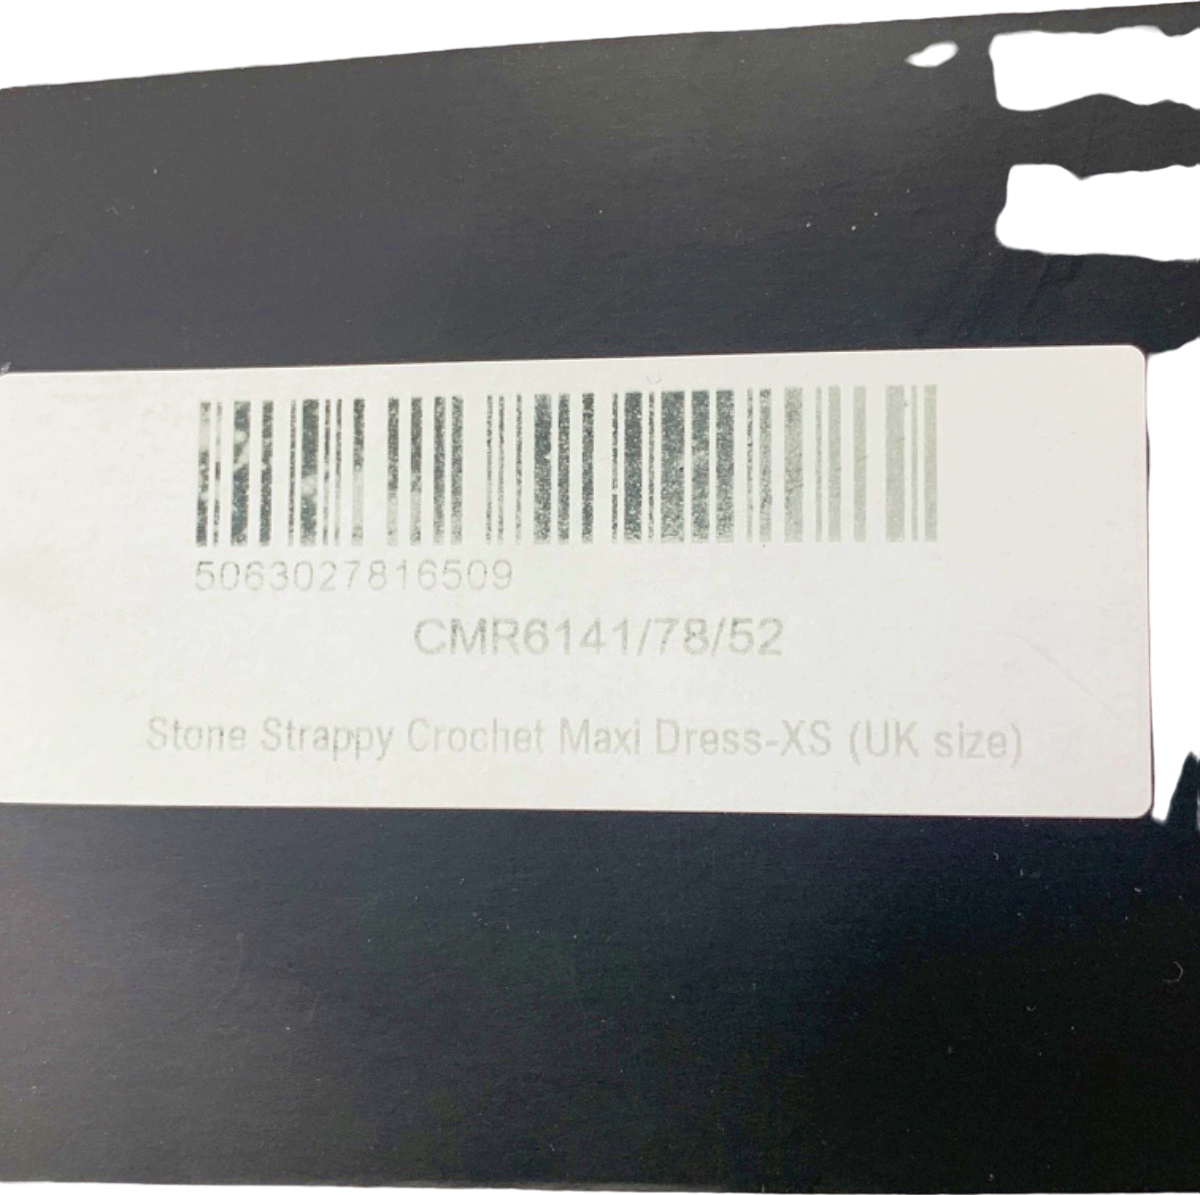 5063027816509
CMR6141/78/52
Stone Strappy Crochet Maxi Dress-XS (UK size)